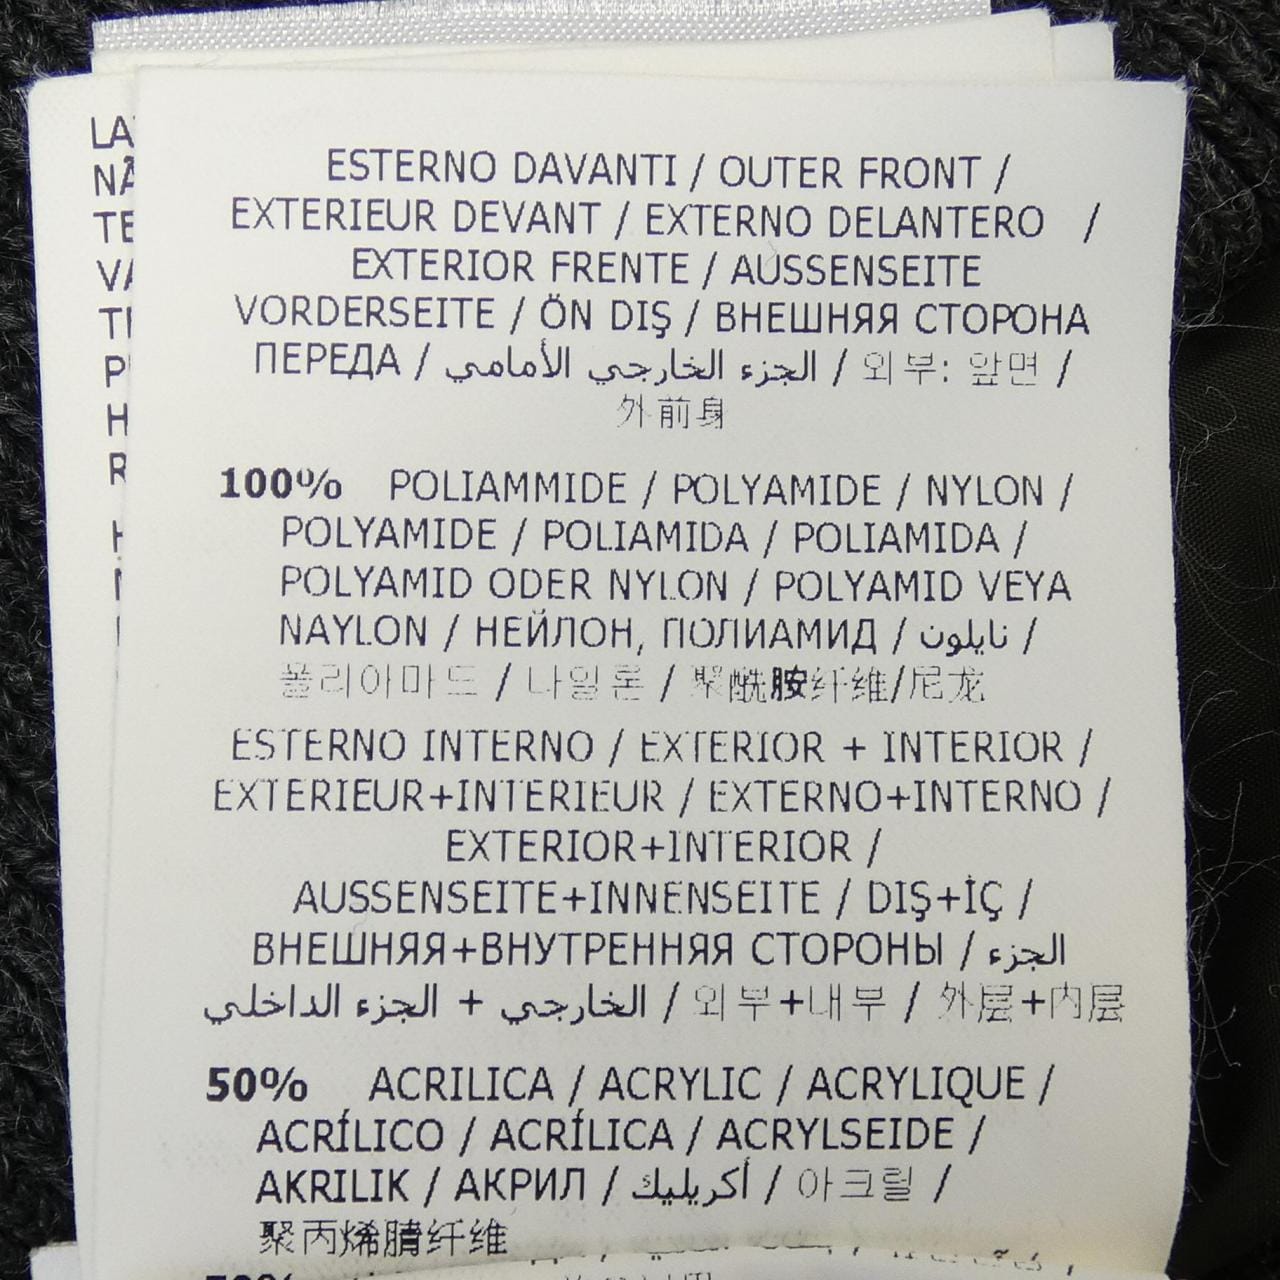 ESTERNO DAVANTI / OUTER FRONT /
EXTERIEUR DEVANT / EXTERNO DELANTERO /
EXTERIOR FRENTE / AUSSENSEITE
VORDERSEITE / ÖN DIŞ / ВНЕШНЯЯ СТОРОНА
ПЕРЕДА / الجزء الخارجي الأمامي / 외부: 앞면 /
外前身
100% POLIAMMIDE / POLYAMIDE / NYLON /
POLYAMIDE / POLIAMIDA / POLIAMIDA /
POLYAMID ODER NYLON / POLYAMID VEYA
NAYLON / НЕЙЛОН, ПОЛИАМИД / نايلون /
폴리아마드 / 나일론 / 聚酰胺纤维/尼龙
ESTERNO INTERNO / EXTERIOR + INTERIOR /
EXTERIEUR+INTERIEUR / EXTERNO+INTERNO /
EXTERIOR+INTERIOR /
AUSSENSEITE+INNENSEITE / DIŞ+İÇ /
ВНЕШНЯЯ+ВНУТРЕННЯЯ СТОРОНЫ / الجزء
الخارجي + الجزء الداخلي / 외부+내부 / 外层+内层
50% ACRILICA / ACRYLIC / ACRYLIQUE /
ACRÍLICO / ACRÍLICA / ACRYLSEIDE /
AKRILIK / АКРИЛ / أكريليك / 아크릴 /
聚丙烯腈纤维